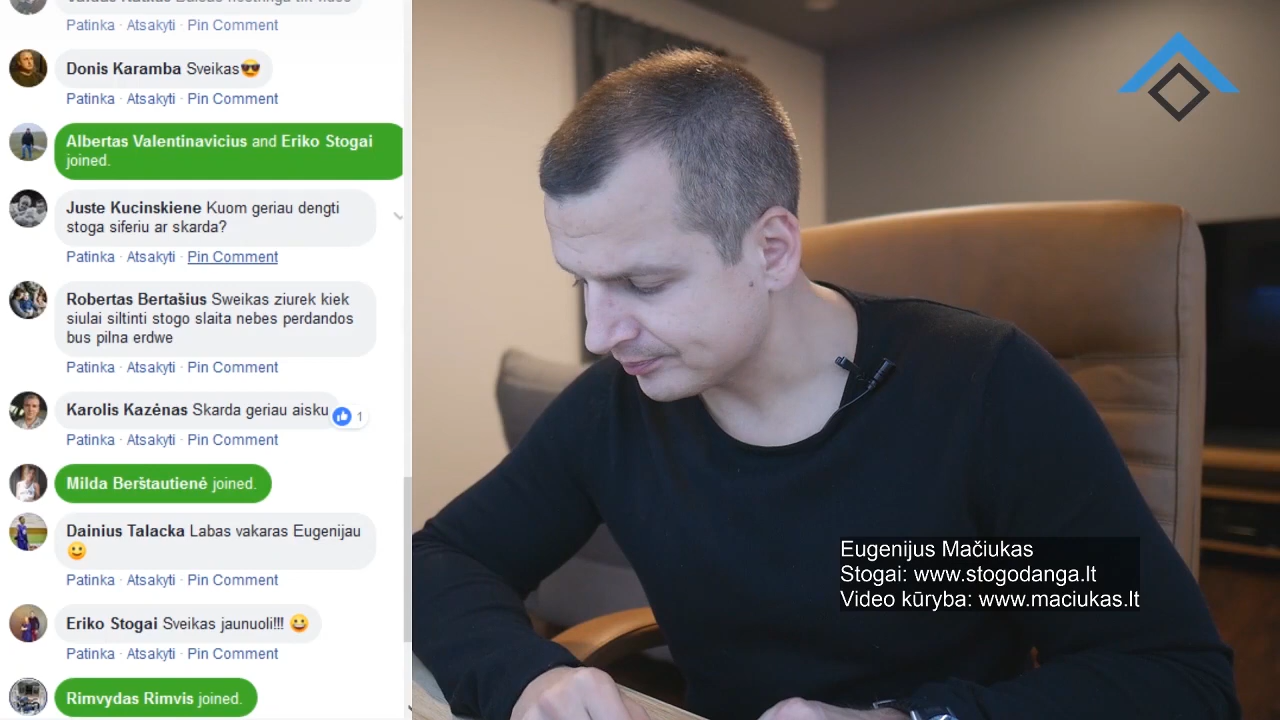 Patinka · Atsakyti · Pin Comment
Donis Karamba Sveikas😎
Patinka · Atsakyti · Pin Comment
Albertas Valentinavicius and Eriko Stogai
joined.
Juste Kucinskiene Kuom geriau dengti
stoga siferiu ar skarda?
Patinka · Atsakyti · Pin Comment
Robertas Bertašius Sweikas ziurek kiek
siulai siltinti stogo slaita nebes perdandos
bus pilna erdwe
Patinka · Atsakyti · Pin Comment
Karolis Kazėnas Skarda geriau aisku
1
Patinka · Atsakyti · Pin Comment
Milda Berštautienė joined.
Dainius Talacka Labas vakaras Eugenijau
🙂
Patinka · Atsakyti · Pin Comment
Eriko Stogai Sveikas jaunuoli!!! 😀
Patinka · Atsakyti · Pin Comment
Rimvydas Rimvis joined.
Eugenijus Mačiukas
Stogai: www.stogodanga.lt
Video kūryba: www.maciukas.lt